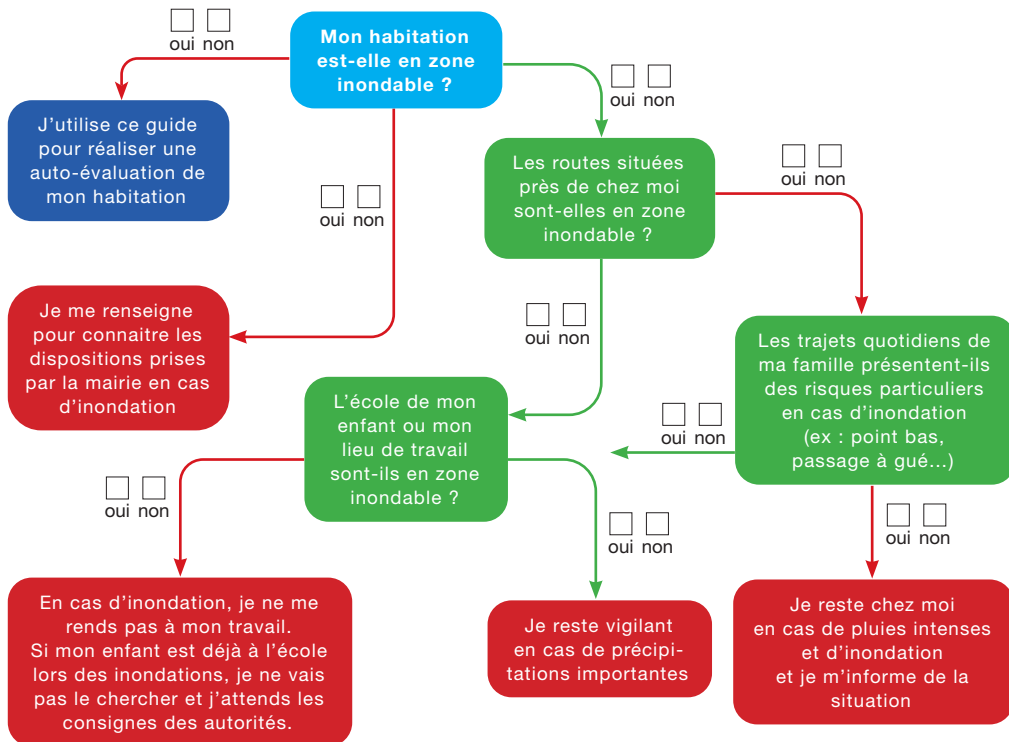 oui non
Mon habitation
est-elle en zone
inondable ?
oui non
J'utilise ce guide
pour réaliser une
auto-évaluation de
mon habitation
oui non
Les routes situées
près de chez moi
sont-elles en zone
inondable ?
oui non
Je me renseigne
pour connaitre les
dispositions prises
par la mairie en cas
d'inondation
oui non
Les trajets quotidiens de
ma famille présentent-ils
des risques particuliers
en cas d'inondation
(ex : point bas,
passage à gué...)
L'école de mon
enfant ou mon
lieu de travail
sont-ils en zone
inondable ?
oui non
oui non
oui non
oui non
En cas d'inondation, je ne me
rends pas à mon travail.
Si mon enfant est déjà à l'école
lors des inondations, je ne vais
pas le chercher et j'attends les
consignes des autorités.
Je reste vigilant
en cas de précipi-
tations importantes
Je reste chez moi
en cas de pluies intenses
et d'inondation
et je m'informe de la
situation